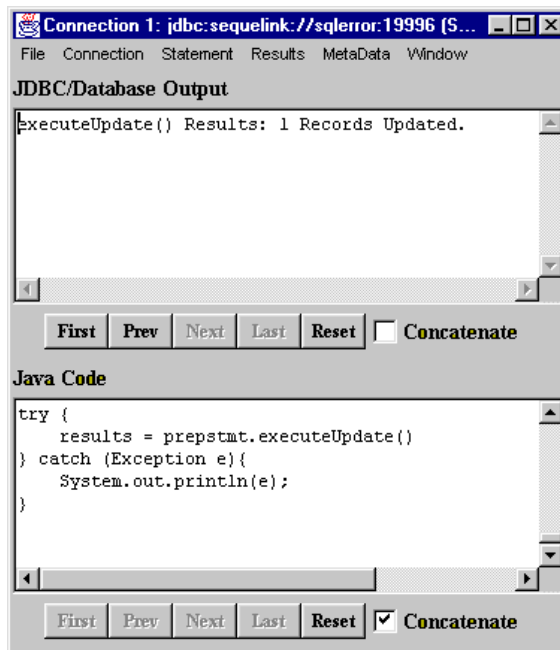 Connection 1: jdbc:sequelink://sqlerror:19996 (S...
File Connection Statement Results MetaData Window
JDBC/Database Output
executeUpdate() Results: 1 Records Updated.
First Prev Next Last Reset Concatenate
Java Code
try {
    results = prepstmt.executeUpdate()
} catch (Exception e){
    System.out.println(e);
}
First Prev Next Last Reset Concatenate